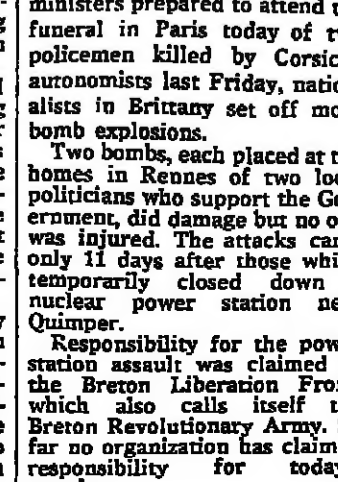 ministers prepared to attend t
funeral in Paris today of tw
policemen killed by Corsic
autonomists last Friday, natio
alists in Brittany set off mo
bomb explosions.
Two bombs, each placed at t
homes in Rennes of two loc
politicians who support the Go
ernment, did damage but no o
was injured. The attacks can
only 11 days after those whi
temporarily closed down
nuclear power station ne
Quimper.
Responsibility for the pow
station assault was claimed
the Breton Liberation Fro
which also calls itself t
Breton Revolutionary Army.
far no organization has claim
responsibility for today